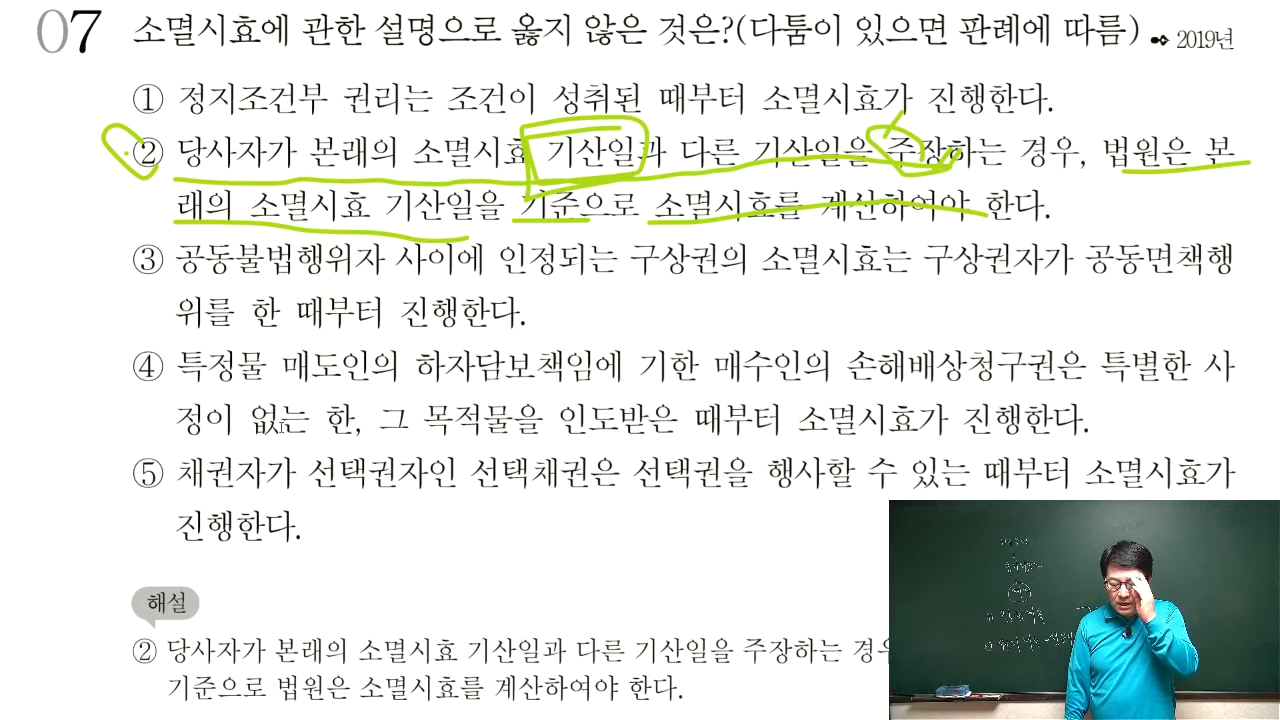 07 소멸시효에 관한 설명으로 옳지 않은 것은?(다툼이 있으면 판례에 따름) 2019년
① 정지조건부 권리는 조건이 성취된 때부터 소멸시효가 진행한다.
② 당사자가 본래의 소멸시효 기산일과 다른 기산일을 주장하는 경우, 법원은 본
래의 소멸시효 기산일을 기준으로 소멸시효를 계산하여야 한다.
③ 공동불법행위자 사이에 인정되는 구상권의 소멸시효는 구상권자가 공동면책행
위를 한 때부터 진행한다.
④ 특정물 매도인의 하자담보책임에 기한 매수인의 손해배상청구권은 특별한 사
정이 없는 한, 그 목적물을 인도받은 때부터 소멸시효가 진행한다.
⑤ 채권자가 선택권자인 선택채권은 선택권을 행사할 수 있는 때부터 소멸시효가
진행한다.
해설
② 당사자가 본래의 소멸시효 기산일과 다른 기산일을 주장하는
기준으로 법원은 소멸시효를 계산하여야 한다.